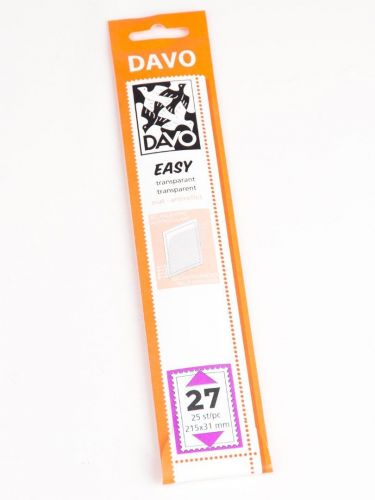 DAVO
DAVO
EASY
transparant
transparent
27
25 st/pc
215x31 mm